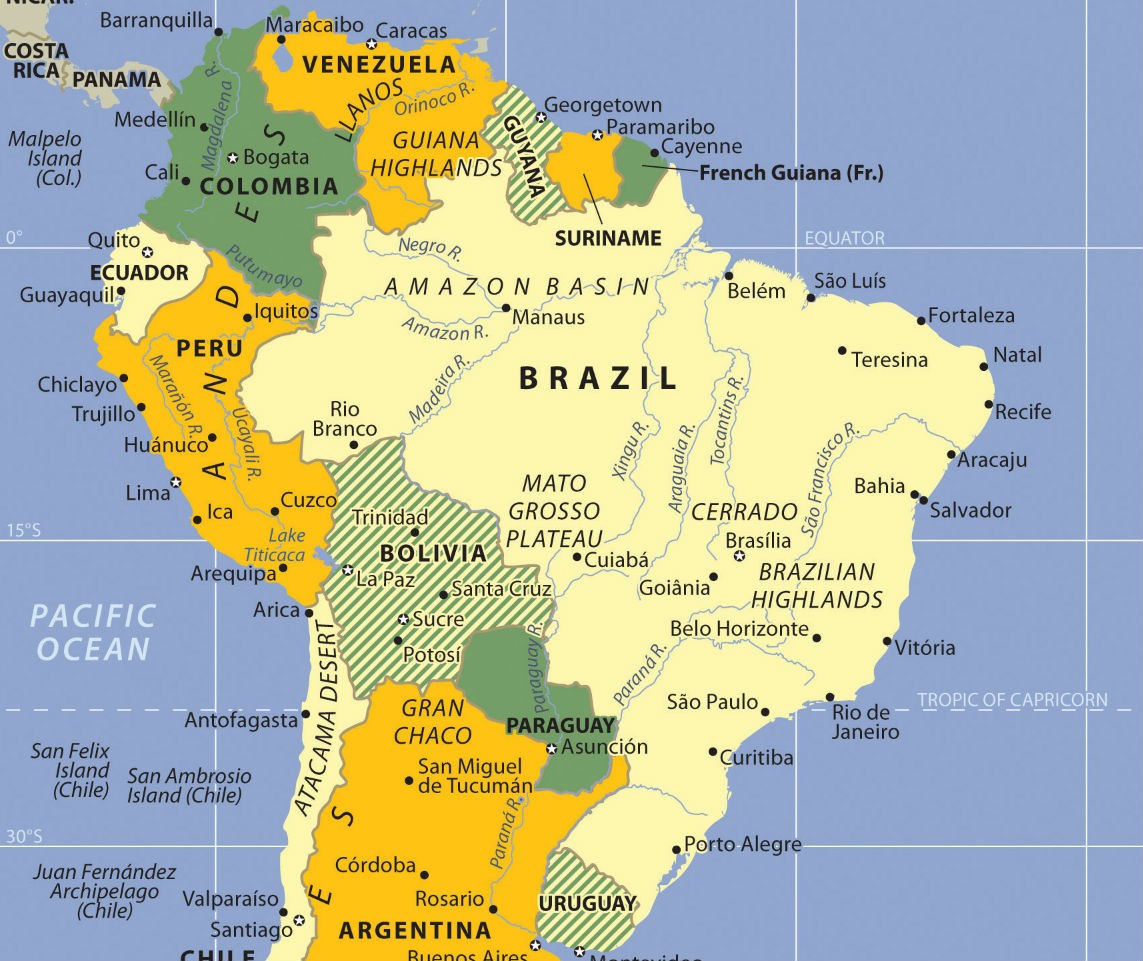 NICAR.
COSTA
RICA
PANAMA
Barranquilla
Maracaibo
Caracas
VENEZUELA
LLANOS
Orinoco R.
Magdalena R.
Medellín
Malpelo
Island
(Col.)
Bogata
Cali
COLOMBIA
GUIANA
HIGHLANDS
GUYANA
Georgetown
Paramaribo
Cayenne
French Guiana (Fr.)
SURINAME
0°
EQUATOR
Quito
ECUADOR
Guayaquil
Putumayo
Negro R.
AMAZON BASIN
Iquitos
Manaus
Amazon R.
Madeira R.
Belém
São Luís
Fortaleza
Teresina
Natal
Recife
PERU
BRAZIL
Chiclayo
Trujillo
Marañón R.
Ucayali R.
Huánuco
Rio
Branco
Xingu R.
Araguaia R.
Tocantins R.
São Francisco R.
Aracaju
Bahia
Salvador
Lima
Ica
Cuzco
Lake
Titicaca
Arequipa
15°S
MATO
GROSSO
PLATEAU
CERRADO
Brasília
Cuiabá
Goiânia
BRAZILIAN
HIGHLANDS
Trinidad
BOLIVIA
La Paz
Santa Cruz
Sucre
Potosí
Arica
PACIFIC
OCEAN
Belo Horizonte
Vitória
ATACAMA DESERT
Paraguay R.
Paraná R.
São Paulo
Rio de
Janeiro
TROPIC OF CAPRICORN
Antofagasta
GRAN
CHACO
PARAGUAY
Asunción
Curitiba
San Felix
Island
(Chile)
San Ambrosio
Island (Chile)
San Miguel
de Tucumán
Paraná R.
ANDES
30°S
Porto Alegre
Juan Fernández
Archipelago
(Chile)
Córdoba
Rosario
URUGUAY
Valparaíso
Santiago
ARGENTINA
CHILE
Buenos Aires
Montevideo
ES